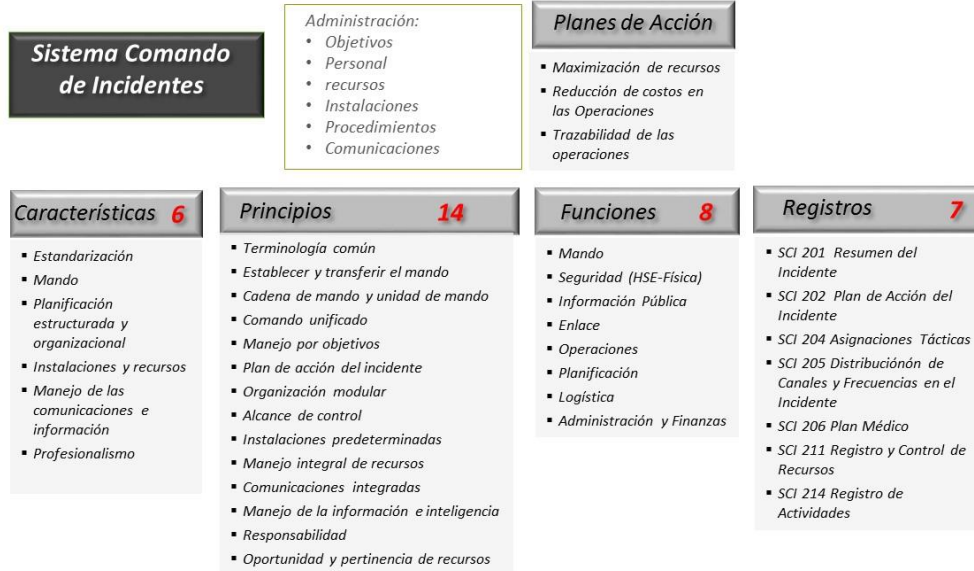 Sistema Comando
de Incidentes
Administración:
• Objetivos
• Personal
• recursos
• Instalaciones
• Procedimientos
• Comunicaciones
Planes de Acción
▪ Maximización de recursos
▪ Reducción de costos en
las Operaciones
▪ Trazabilidad de las
operaciones
Características 6
▪ Estandarización
▪ Mando
▪ Planificación
estructurada y
organizacional
▪ Instalaciones y recursos
▪ Manejo de las
comunicaciones e
información
▪ Profesionalismo
Principios 14
▪ Terminología común
▪ Establecer y transferir el mando
▪ Cadena de mando y unidad de mando
▪ Comando unificado
▪ Manejo por objetivos
▪ Plan de acción del incidente
▪ Organización modular
▪ Alcance de control
▪ Instalaciones predeterminadas
▪ Manejo integral de recursos
▪ Comunicaciones integradas
▪ Manejo de la información e inteligencia
▪ Responsabilidad
▪ Oportunidad y pertinencia de recursos
Funciones 8
▪ Mando
▪ Seguridad (HSE-Física)
▪ Información Pública
▪ Enlace
▪ Operaciones
▪ Planificación
▪ Logística
▪ Administración y Finanzas
Registros 7
▪ SCI 201 Resumen del
Incidente
▪ SCI 202 Plan de Acción del
Incidente
▪ SCI 204 Asignaciones Tácticas
▪ SCI 205 Distribuciónón de
Canales y Frecuencias en el
Incidente
▪ SCI 206 Plan Médico
▪ SCI 211 Registro y Control de
Recursos
▪ SCI 214 Registro de
Actividades